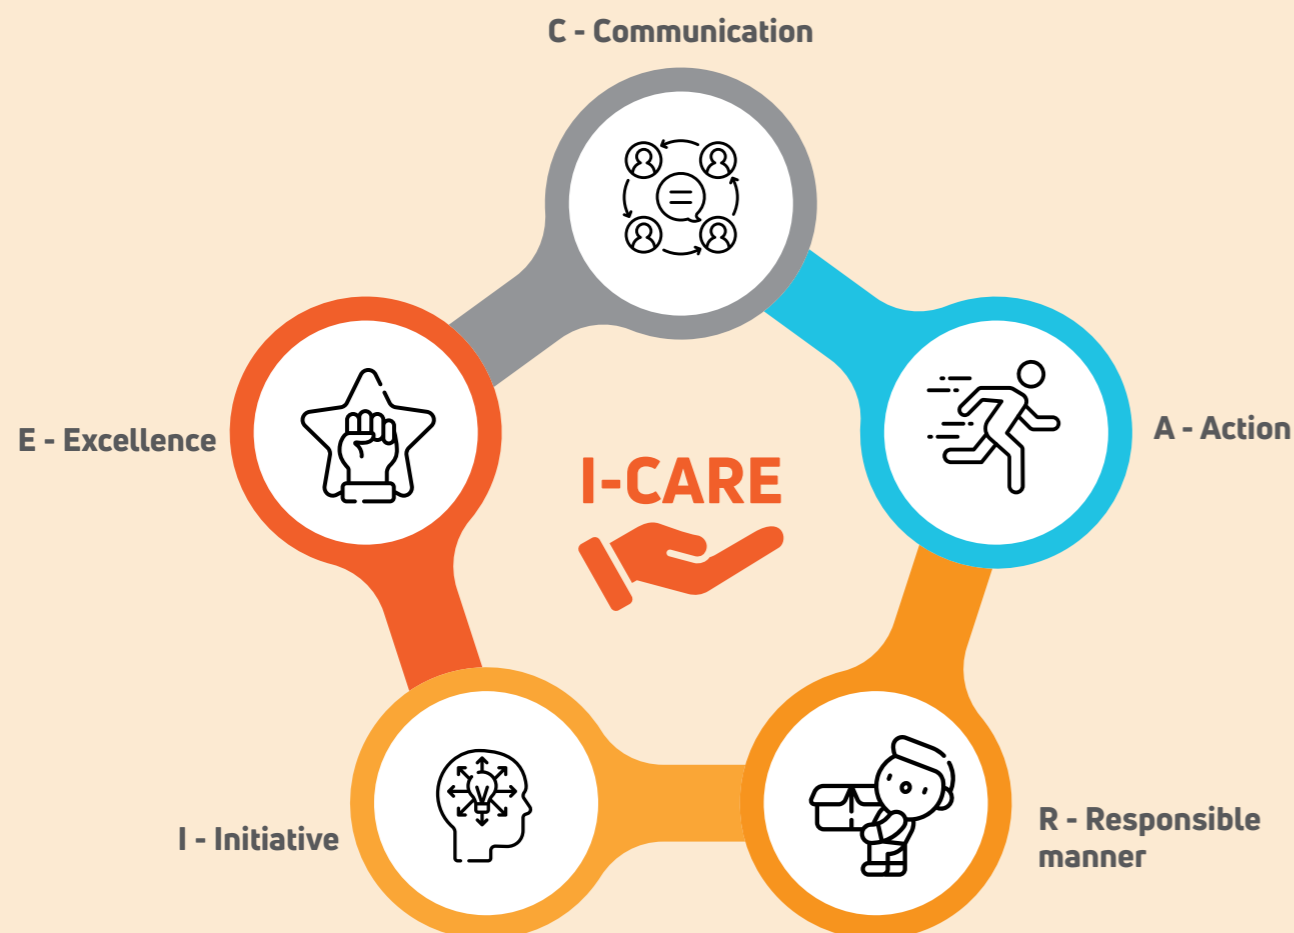 C - Communication
E - Excellence
A - Action
I-CARE
I - Initiative
R - Responsible
manner